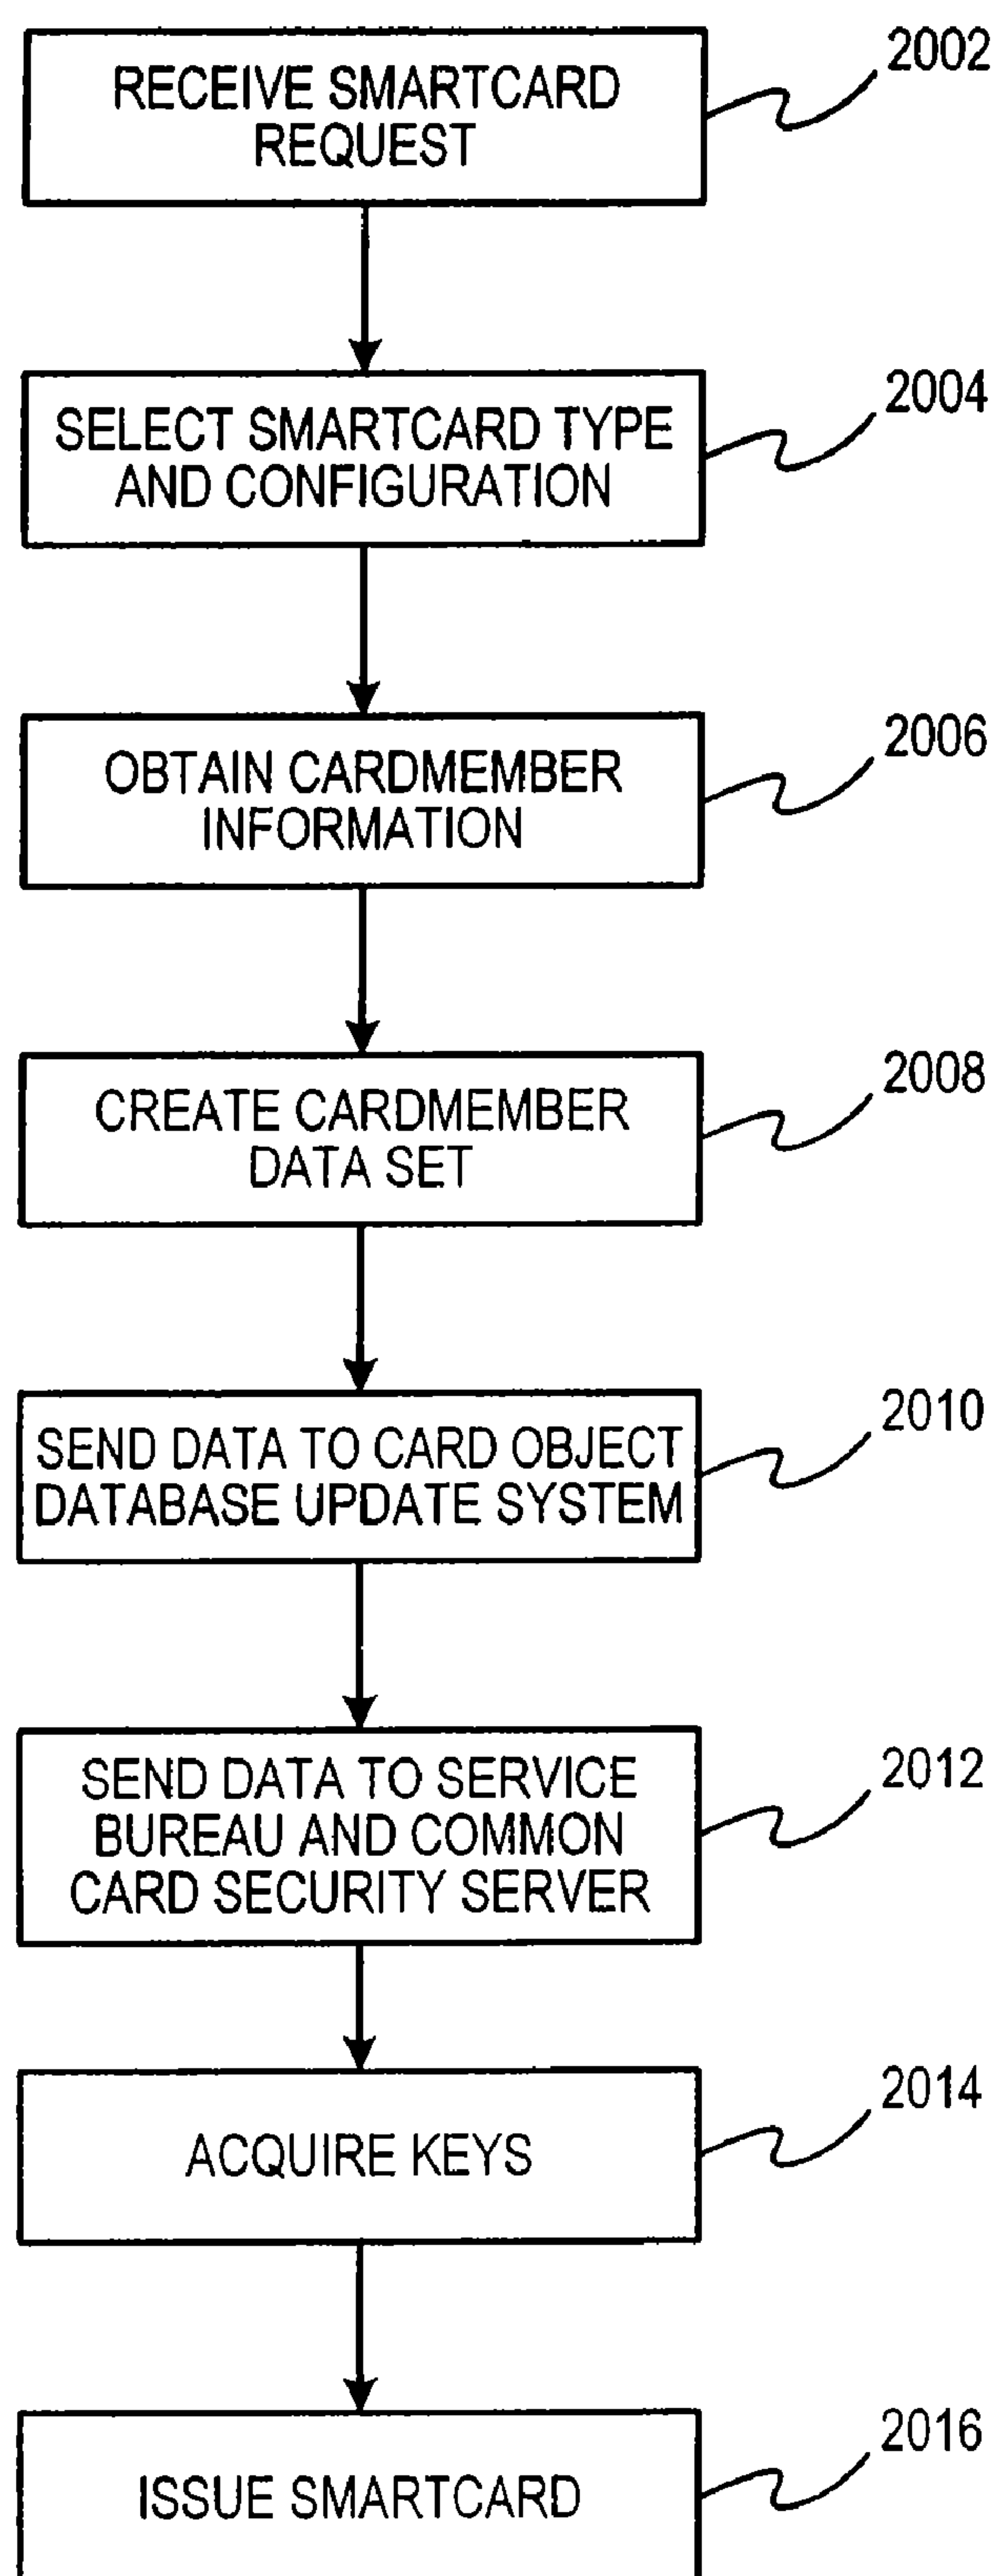 RECEIVE SMARTCARD
REQUEST
2002
SELECT SMARTCARD TYPE
AND CONFIGURATION
2004
OBTAIN CARDMEMBER
INFORMATION
2006
CREATE CARDMEMBER
DATA SET
2008
SEND DATA TO CARD OBJECT
DATABASE UPDATE SYSTEM
2010
SEND DATA TO SERVICE
BUREAU AND COMMON
CARD SECURITY SERVER
2012
ACQUIRE KEYS
2014
ISSUE SMARTCARD
2016